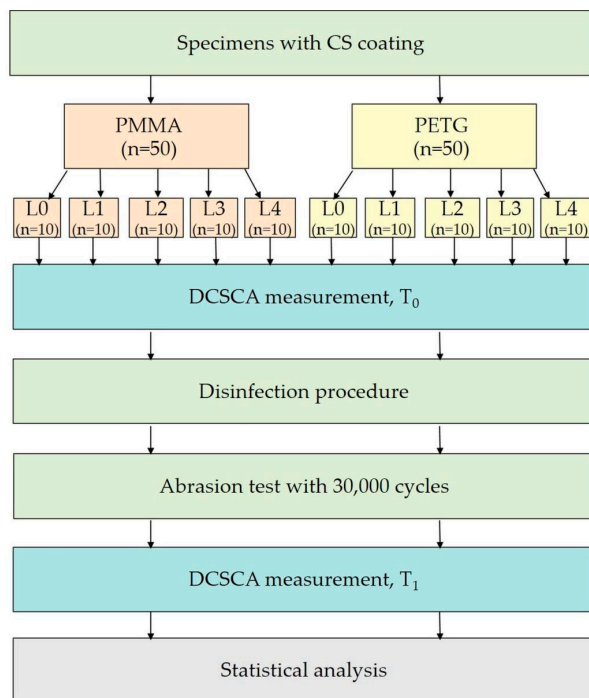 Specimens with CS coating
PMMA
(n=50)
PETG
(n=50)
L0
(n=10)
L1
(n=10)
L2
(n=10)
L3
(n=10)
L4
(n=10)
L0
(n=10)
L1
(n=10)
L2
(n=10)
L3
(n=10)
L4
(n=10)
DCSCA measurement, T₀
Disinfection procedure
Abrasion test with 30,000 cycles
DCSCA measurement, T₁
Statistical analysis